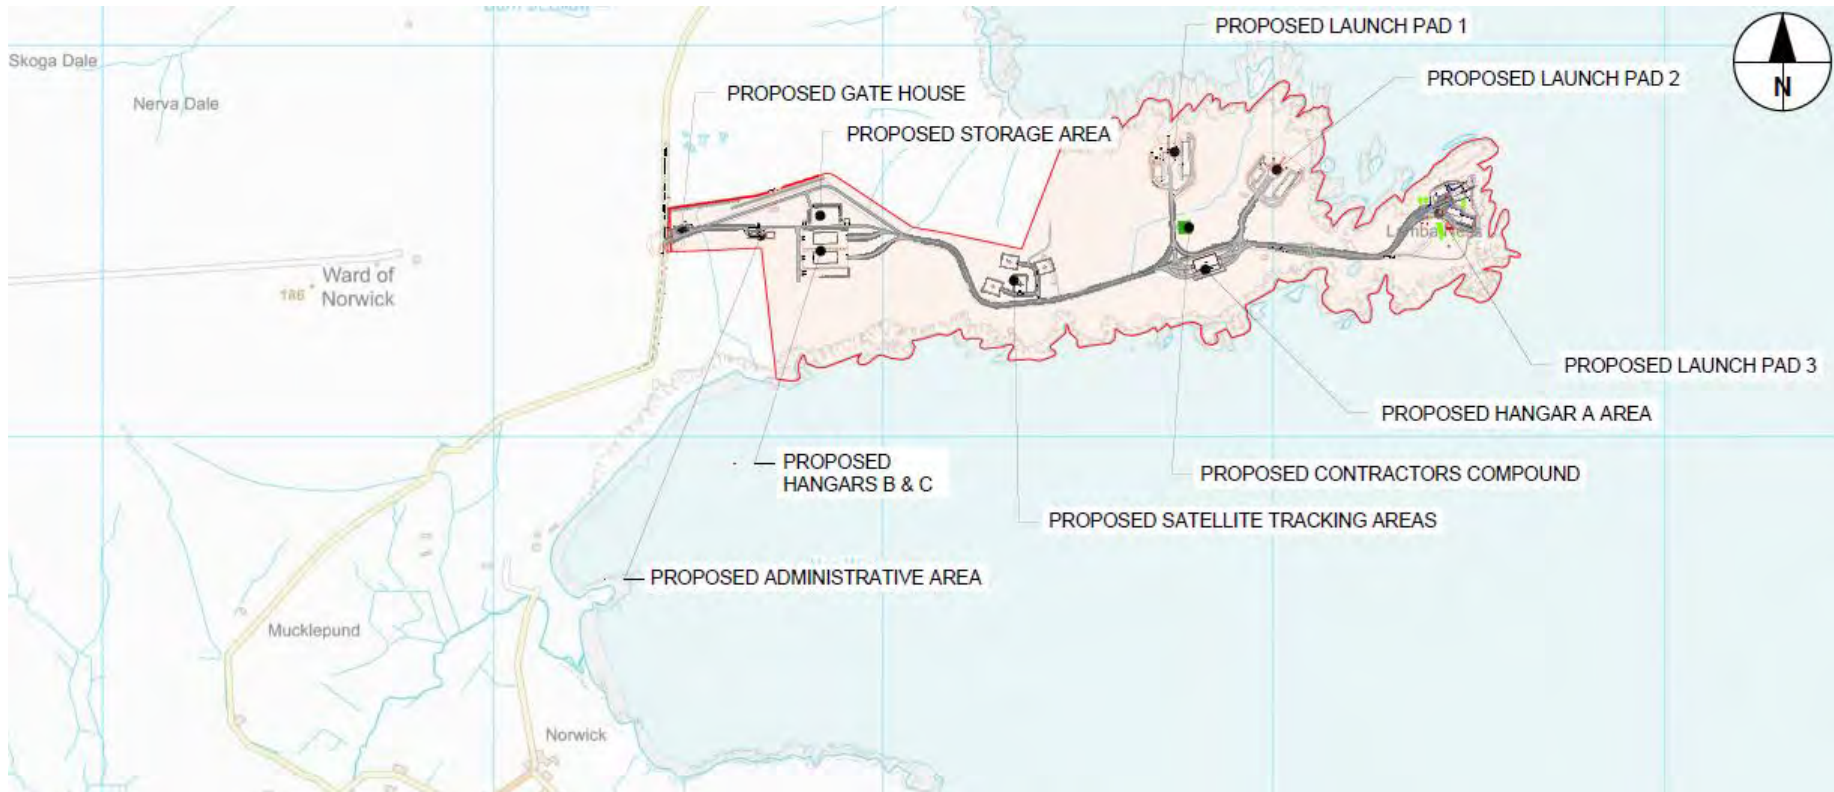 PROPOSED LAUNCH PAD 1
Skoga Dale
PROPOSED LAUNCH PAD 2
N
PROPOSED GATE HOUSE
Nerva Dale
PROPOSED STORAGE AREA
Ward of
Norwick
186
PROPOSED LAUNCH PAD 3
PROPOSED HANGAR A AREA
PROPOSED
HANGARS B & C
PROPOSED CONTRACTORS COMPOUND
PROPOSED SATELLITE TRACKING AREAS
PROPOSED ADMINISTRATIVE AREA
Mucklepund
Norwick